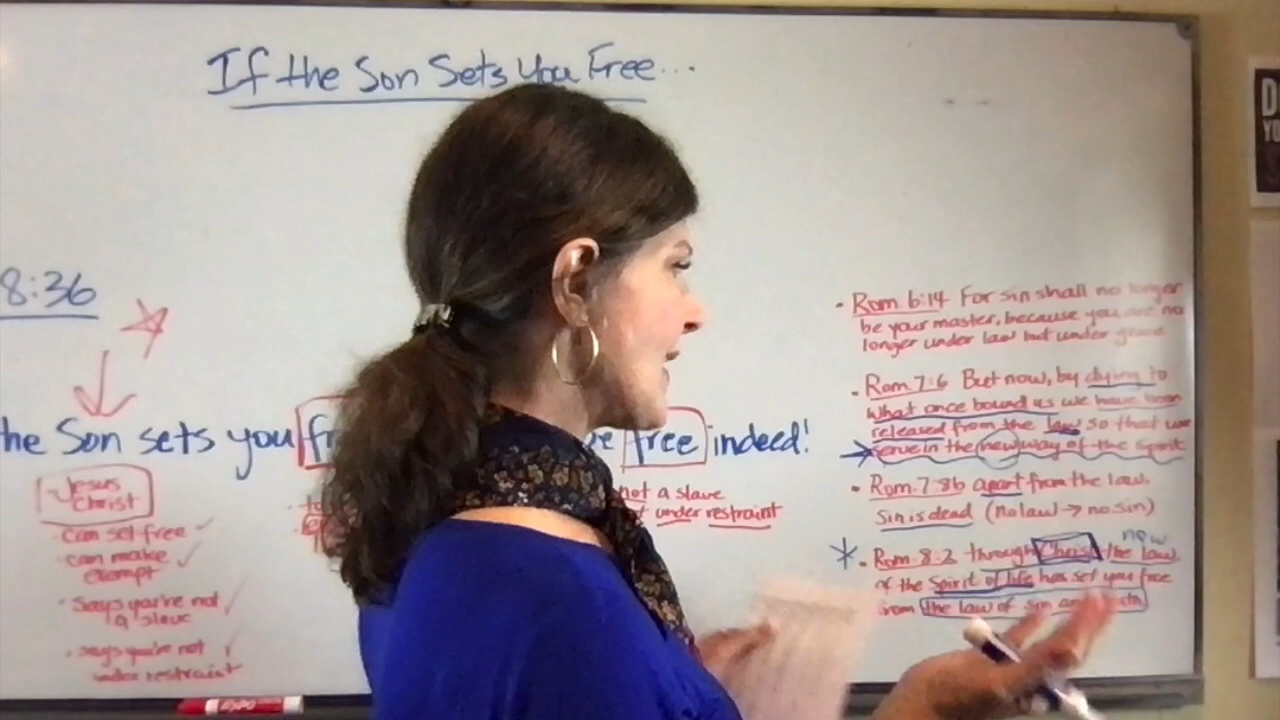 If the Son Sets You Free...
8:36
the Son sets you fr e free indeed!
Jesus
Christ
• can set free ✓
• can make ✓
exempt
• Says you're not
a slave
• says you're not
under restraint
not a slave
under restraint
• Rom. 6:14 For sin shall no longer
be your master, because you are no
longer under law but under grace
• Rom. 7:6 But now, by dying to
what once bound us we have been
released from the law so that we
serve in the new way of the Spirit
• Rom. 7:8b apart from the law,
Sin is dead (no law → no sin)
new
* • Rom. 8:2 through Christ the law
of the Spirit of life has set you free
from the law of sin and
EXPO
D
YO